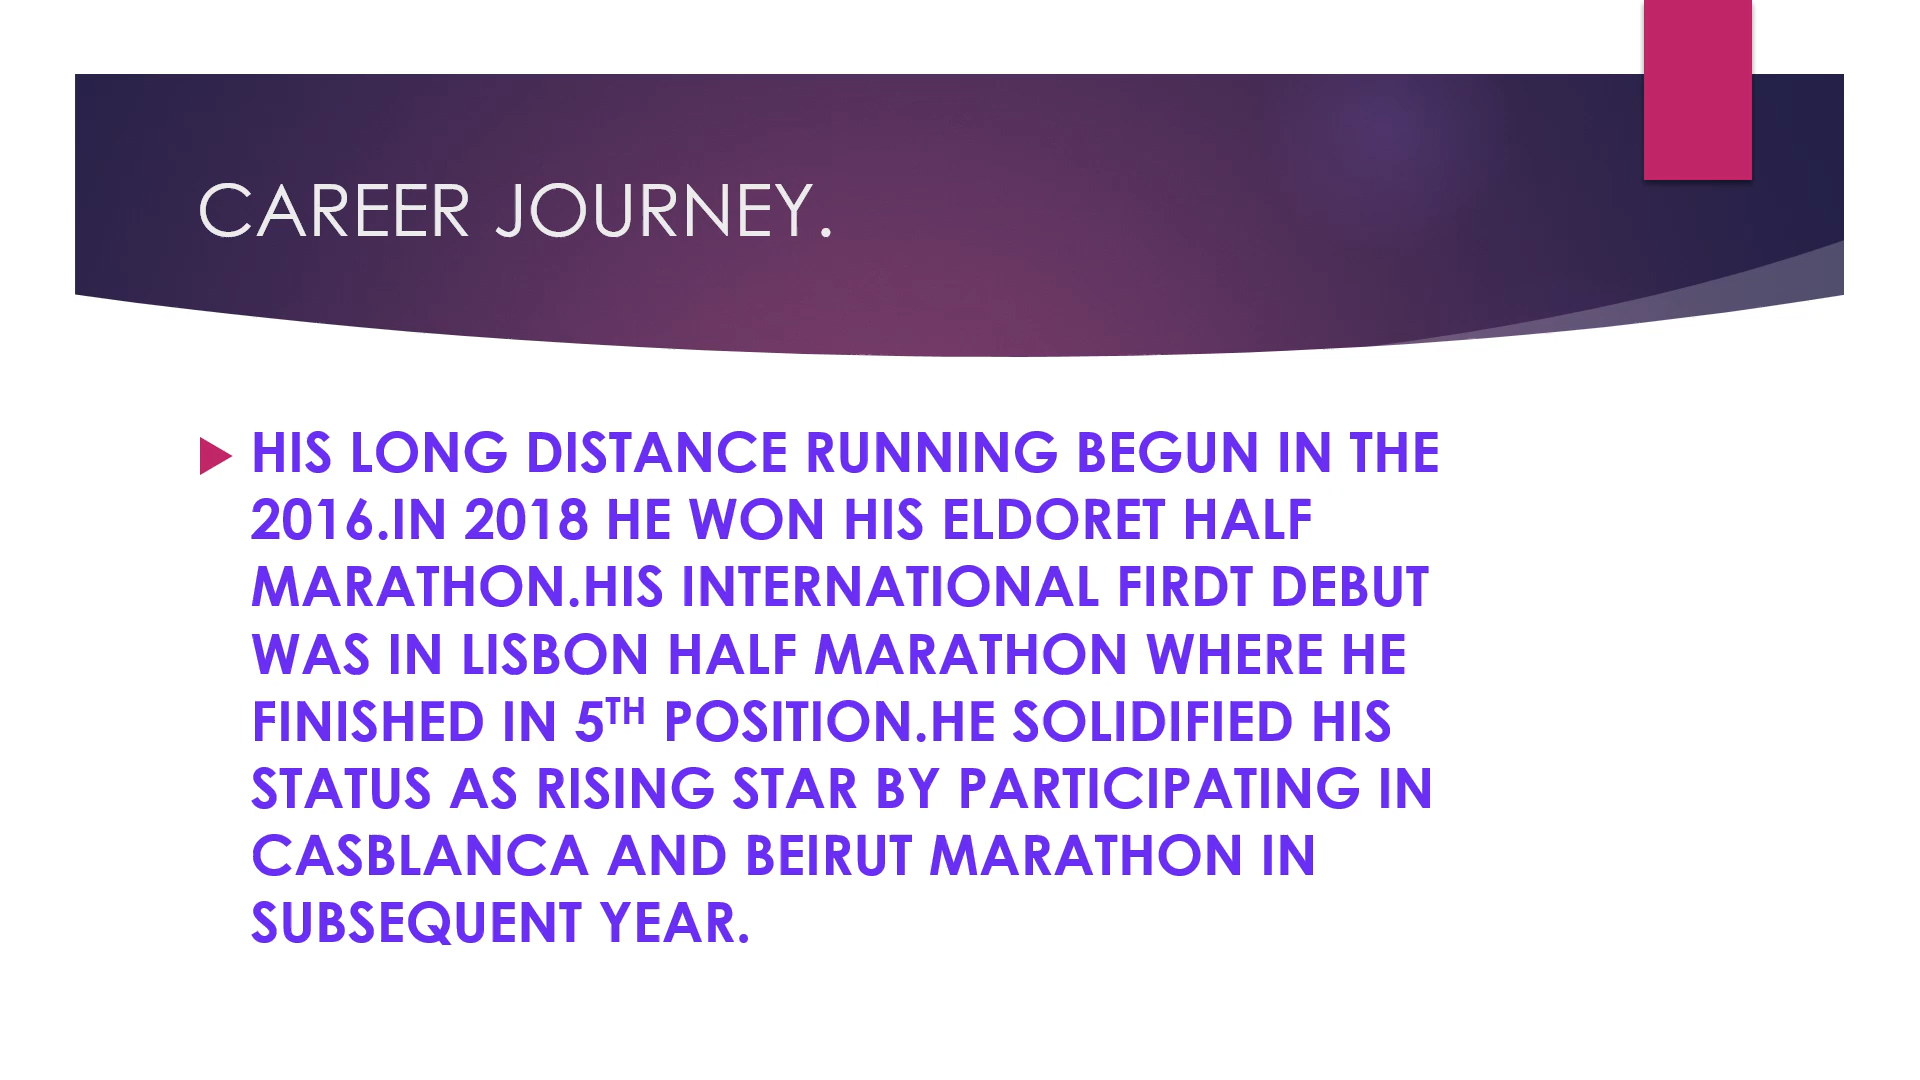 CAREER JOURNEY.
HIS LONG DISTANCE RUNNING BEGUN IN THE
2016.IN 2018 HE WON HIS ELDORET HALF
MARATHON.HIS INTERNATIONAL FIRDT DEBUT
WAS IN LISBON HALF MARATHON WHERE HE
FINISHED IN 5TH POSITION.HE SOLIDIFIED HIS
STATUS AS RISING STAR BY PARTICIPATING IN
CASBLANCA AND BEIRUT MARATHON IN
SUBSEQUENT YEAR.